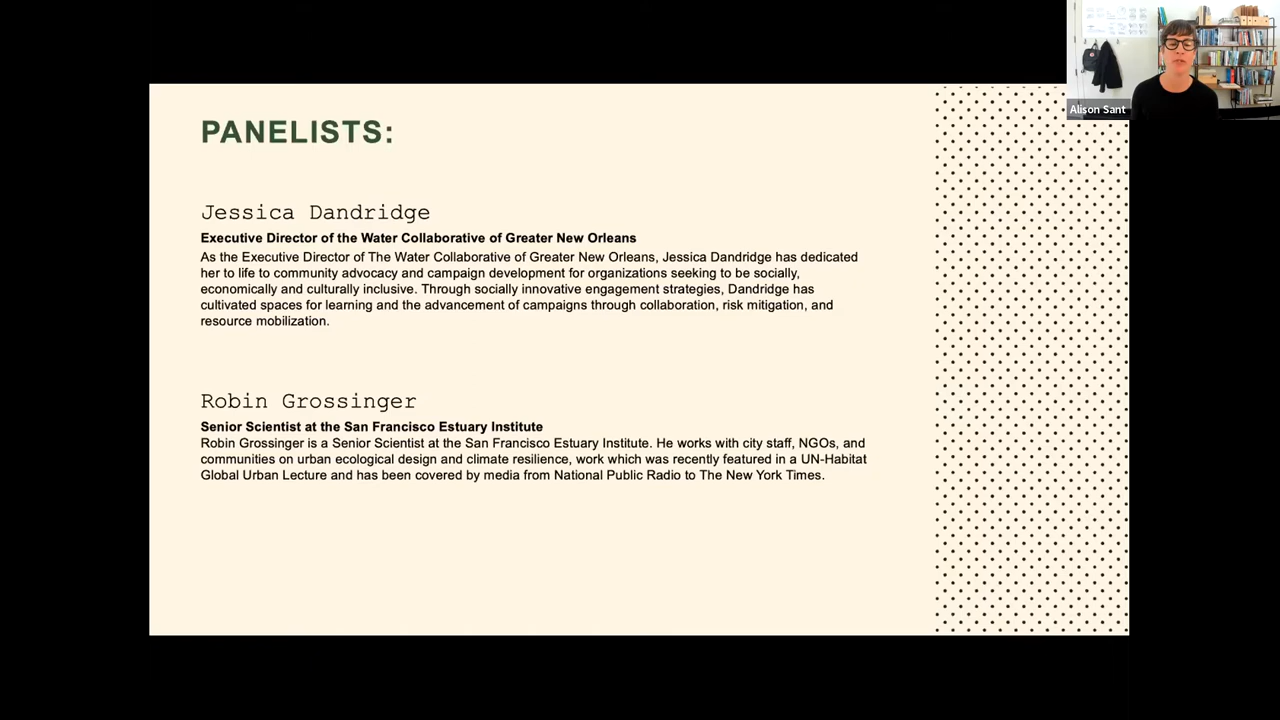 PANELISTS:
Jessica Dandridge
Executive Director of the Water Collaborative of Greater New Orleans
As the Executive Director of The Water Collaborative of Greater New Orleans, Jessica Dandridge has dedicated
her to life to community advocacy and campaign development for organizations seeking to be socially,
economically and culturally inclusive. Through socially innovative engagement strategies, Dandridge has
cultivated spaces for learning and the advancement of campaigns through collaboration, risk mitigation, and
resource mobilization.
Robin Grossinger
Senior Scientist at the San Francisco Estuary Institute
Robin Grossinger is a Senior Scientist at the San Francisco Estuary Institute. He works with city staff, NGOs, and
communities on urban ecological design and climate resilience, work which was recently featured in a UN-Habitat
Global Urban Lecture and has been covered by media from National Public Radio to The New York Times.
Alison Sant